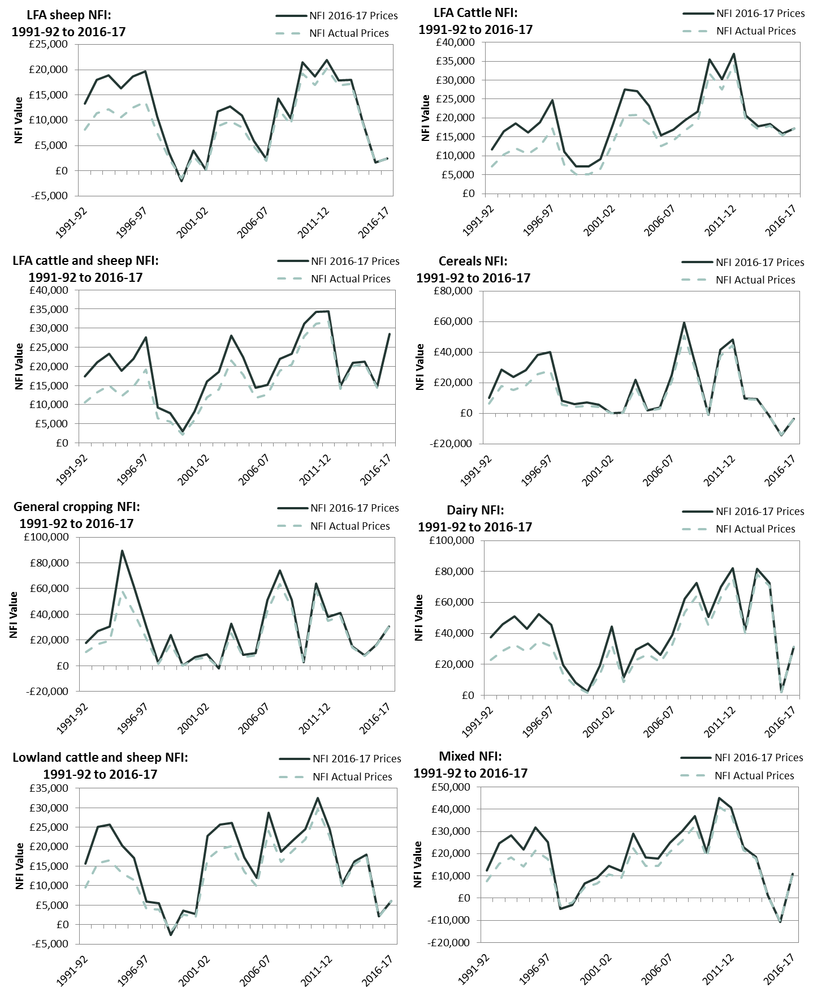 LFA sheep NFI:
1991-92 to 2016-17
NFI 2016-17 Prices
NFI Actual Prices
£25,000
£20,000
£15,000
£10,000
£5,000
£0
-£5,000
NFI Value
1991-92
1996-97
2001-02
2006-07
2011-12
2016-17
LFA Cattle NFI:
1991-92 to 2016-17
NFI 2016-17 Prices
NFI Actual Prices
£40,000
£35,000
£30,000
£25,000
£20,000
£15,000
£10,000
£5,000
£0
NFI Value
1991-92
1996-97
2001-02
2006-07
2011-12
2016-17
LFA cattle and sheep NFI:
1991-92 to 2016-17
NFI 2016-17 Prices
NFI Actual Prices
£40,000
£35,000
£30,000
£25,000
£20,000
£15,000
£10,000
£5,000
£0
NFI Value
1991-92
1996-97
2001-02
2006-07
2011-12
2016-17
Cereals NFI:
1991-92 to 2016-17
NFI 2016-17 Prices
NFI Actual Prices
£80,000
£60,000
£40,000
£20,000
£0
-£20,000
NFI Value
1991-92
1996-97
2001-02
2006-07
2011-12
2016-17
General cropping NFI:
1991-92 to 2016-17
NFI 2016-17 Prices
NFI Actual Prices
£100,000
£80,000
£60,000
£40,000
£20,000
£0
-£20,000
NFI Value
1991-92
1996-97
2001-02
2006-07
2011-12
2016-17
Dairy NFI:
1991-92 to 2016-17
NFI 2016-17 Prices
NFI Actual Prices
£100,000
£80,000
£60,000
£40,000
£20,000
£0
NFI Value
1991-92
1996-97
2001-02
2006-07
2011-12
2016-17
Lowland cattle and sheep NFI:
1991-92 to 2016-17
NFI 2016-17 Prices
NFI Actual Prices
£35,000
£30,000
£25,000
£20,000
£15,000
£10,000
£5,000
£0
-£5,000
NFI Value
1991-92
1996-97
2001-02
2006-07
2011-12
2016-17
Mixed NFI:
1991-92 to 2016-17
NFI 2016-17 Prices
NFI Actual Prices
£50,000
£40,000
£30,000
£20,000
£10,000
£0
-£10,000
-£20,000
NFI Value
1991-92
1996-97
2001-02
2006-07
2011-12
2016-17